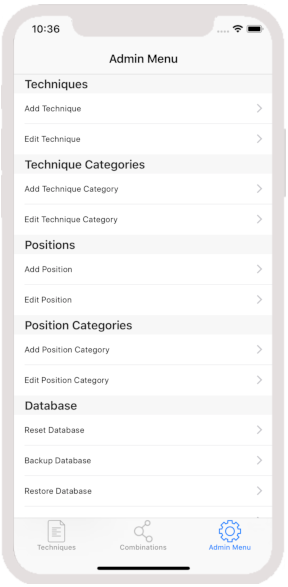 10:36
Admin Menu
Techniques
Add Technique
Edit Technique
Technique Categories
Add Technique Category
Edit Technique Category
Positions
Add Position
Edit Position
Position Categories
Add Position Category
Edit Position Category
Database
Reset Database
Backup Database
Restore Database
Techniques Combinations Admin Menu